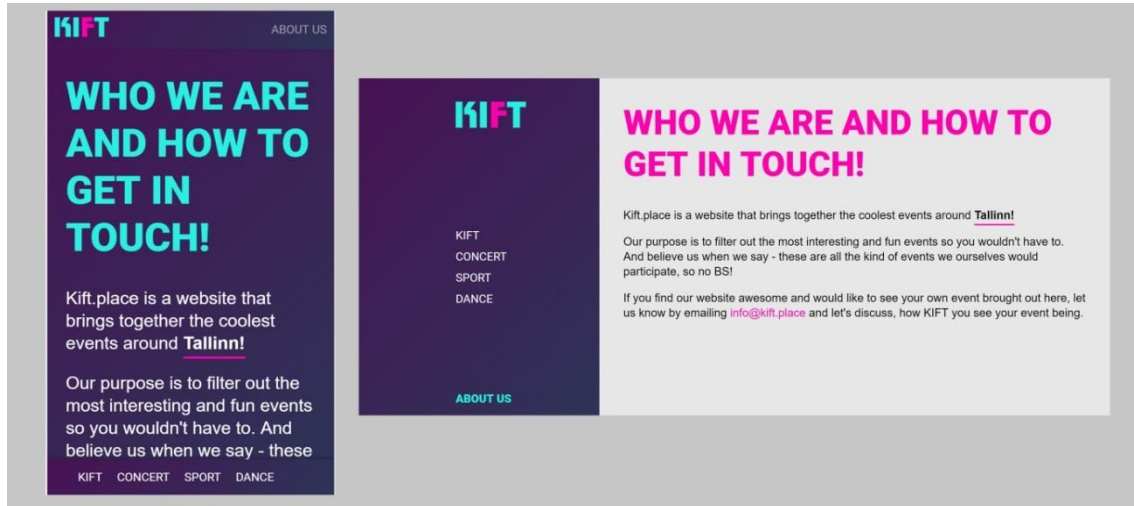 KIFT
ABOUT US
WHO WE ARE
AND HOW TO
GET IN
TOUCH!
Kift.place is a website that
brings together the coolest
events around Tallinn!
Our purpose is to filter out the
most interesting and fun events
so you wouldn't have to. And
believe us when we say - these
KIFT CONCERT SPORT DANCE
KIFT
KIFT
CONCERT
SPORT
DANCE
ABOUT US
WHO WE ARE AND HOW TO
GET IN TOUCH!
Kift.place is a website that brings together the coolest events around Tallinn!
Our purpose is to filter out the most interesting and fun events so you wouldn't have to.
And believe us when we say - these are all the kind of events we ourselves would
participate, so no BS!
If you find our website awesome and would like to see your own event brought out here, let
us know by emailing info@kift.place and let's discuss, how KIFT you see your event being.